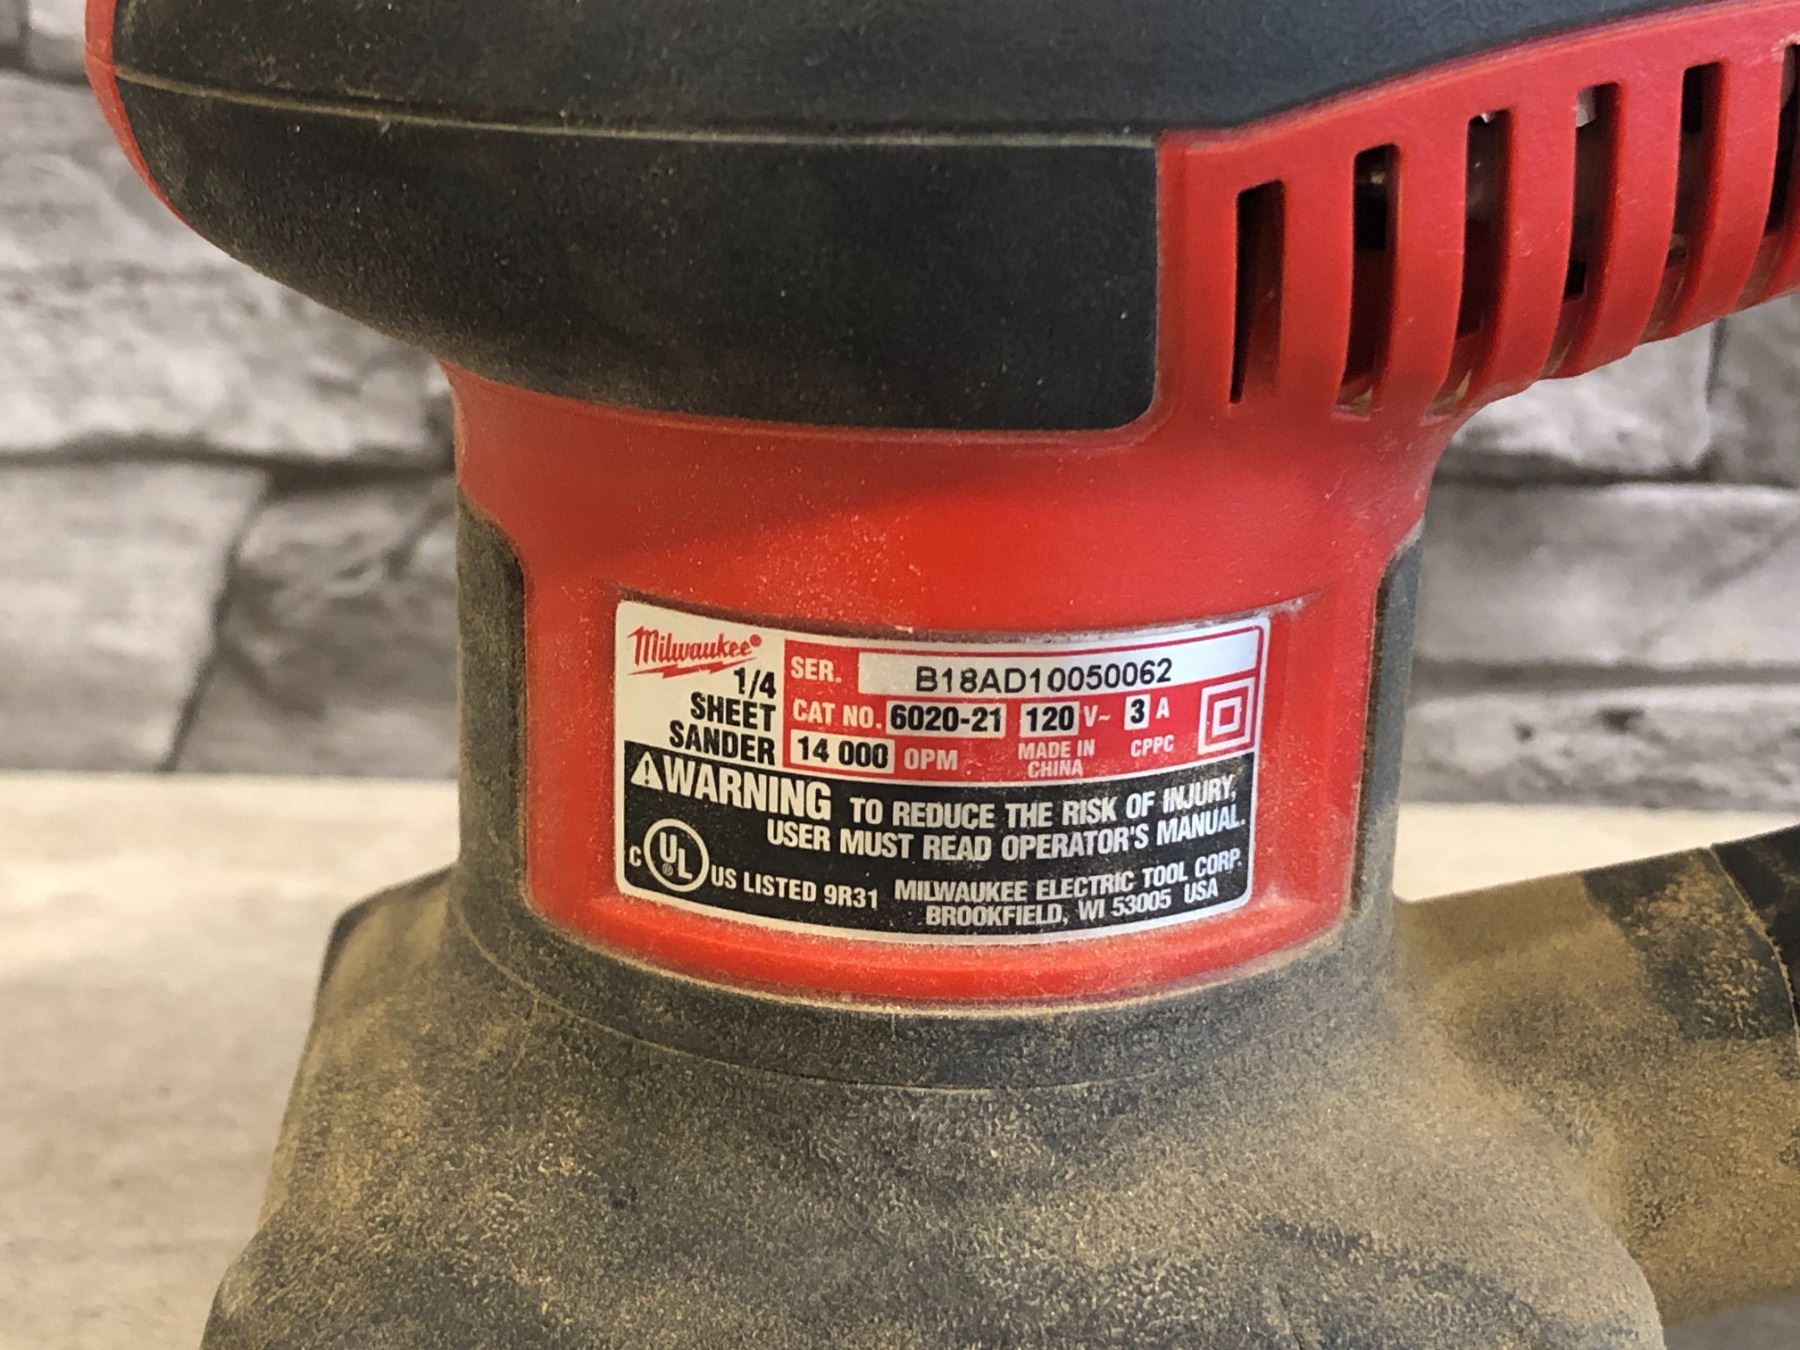 Milwaukee®
1/4
SHEET
SANDER
SER. B18AD10050062
CAT NO. 6020-21 120 V~ 3 A
14 000 OPM MADE IN CHINA CPPC
WARNING TO REDUCE THE RISK OF INJURY,
USER MUST READ OPERATOR'S MANUAL.
C UL ® US LISTED 9R31 MILWAUKEE ELECTRIC TOOL CORP.
BROOKFIELD, WI 53005 USA